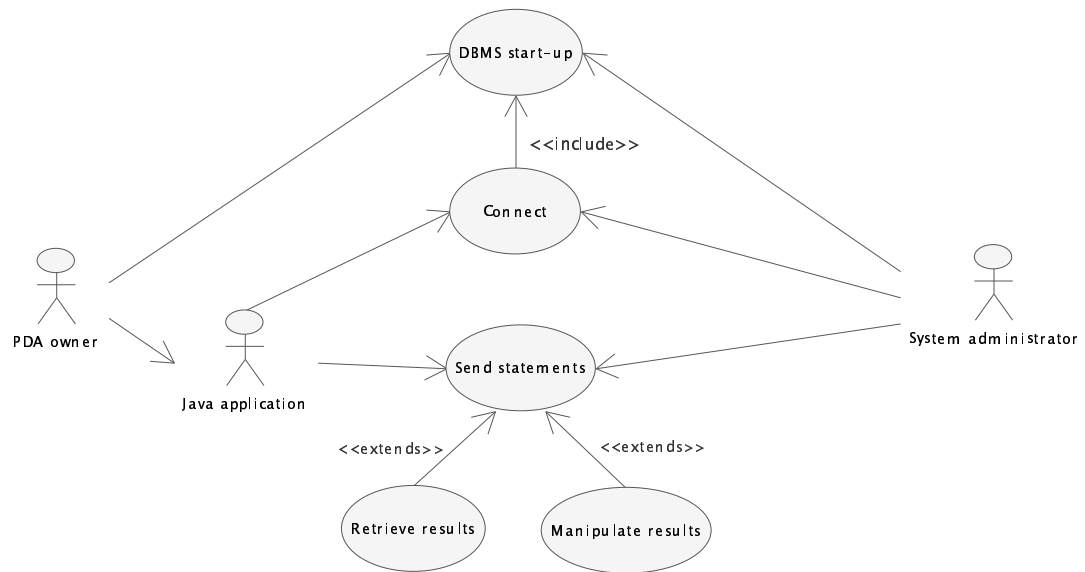 DBMS start-up
<<include>>
Connect
PDA owner
System administrator
Java application
Send statements
<<extends>>
<<extends>>
Retrieve results
Manipulate results